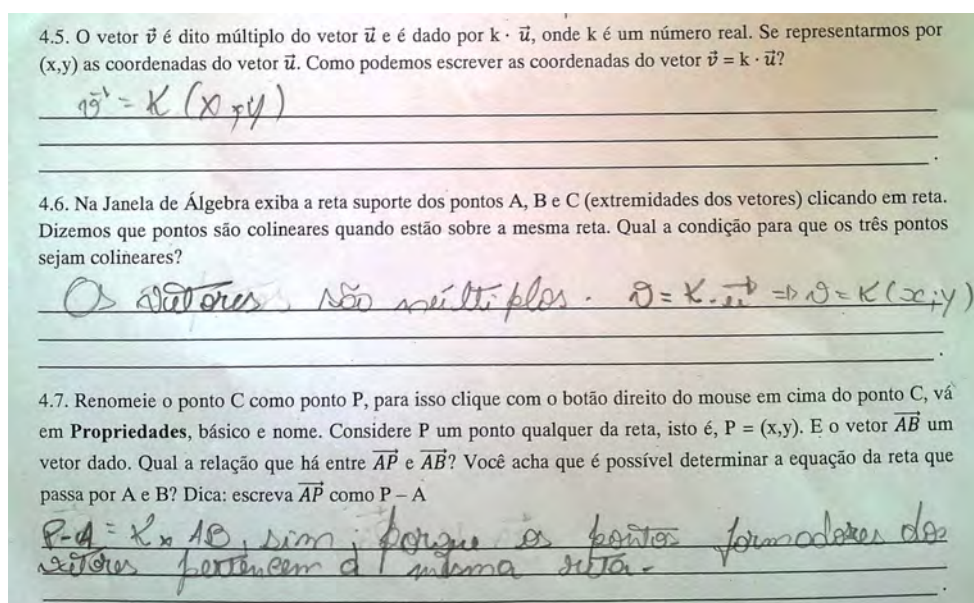 4.5. O vetor v⃗ é dito múltiplo do vetor u⃗ e é dado por k · u⃗, onde k é um número real. Se representarmos por
(x,y) as coordenadas do vetor u⃗. Como podemos escrever as coordenadas do vetor v⃗ = k · u⃗?
v⃗ = K (x, y)
4.6. Na Janela de Álgebra exiba a reta suporte dos pontos A, B e C (extremidades dos vetores) clicando em reta.
Dizemos que pontos são colineares quando estão sobre a mesma reta. Qual a condição para que os três pontos
sejam colineares?
Os vetores são múltiplos. v = K. u⃗ => v = K(x;y)
4.7. Renomeie o ponto C como ponto P, para isso clique com o botão direito do mouse em cima do ponto C, vá
em Propriedades, básico e nome. Considere P um ponto qualquer da reta, isto é, P = (x,y). E o vetor AB⃗ um
vetor dado. Qual a relação que há entre AP⃗ e AB⃗? Você acha que é possível determinar a equação da reta que
passa por A e B? Dica: escreva AP⃗ como P – A
P-A = K x AB, sim, porque os pontos formadores dos
vetores pertencem a mesma reta.